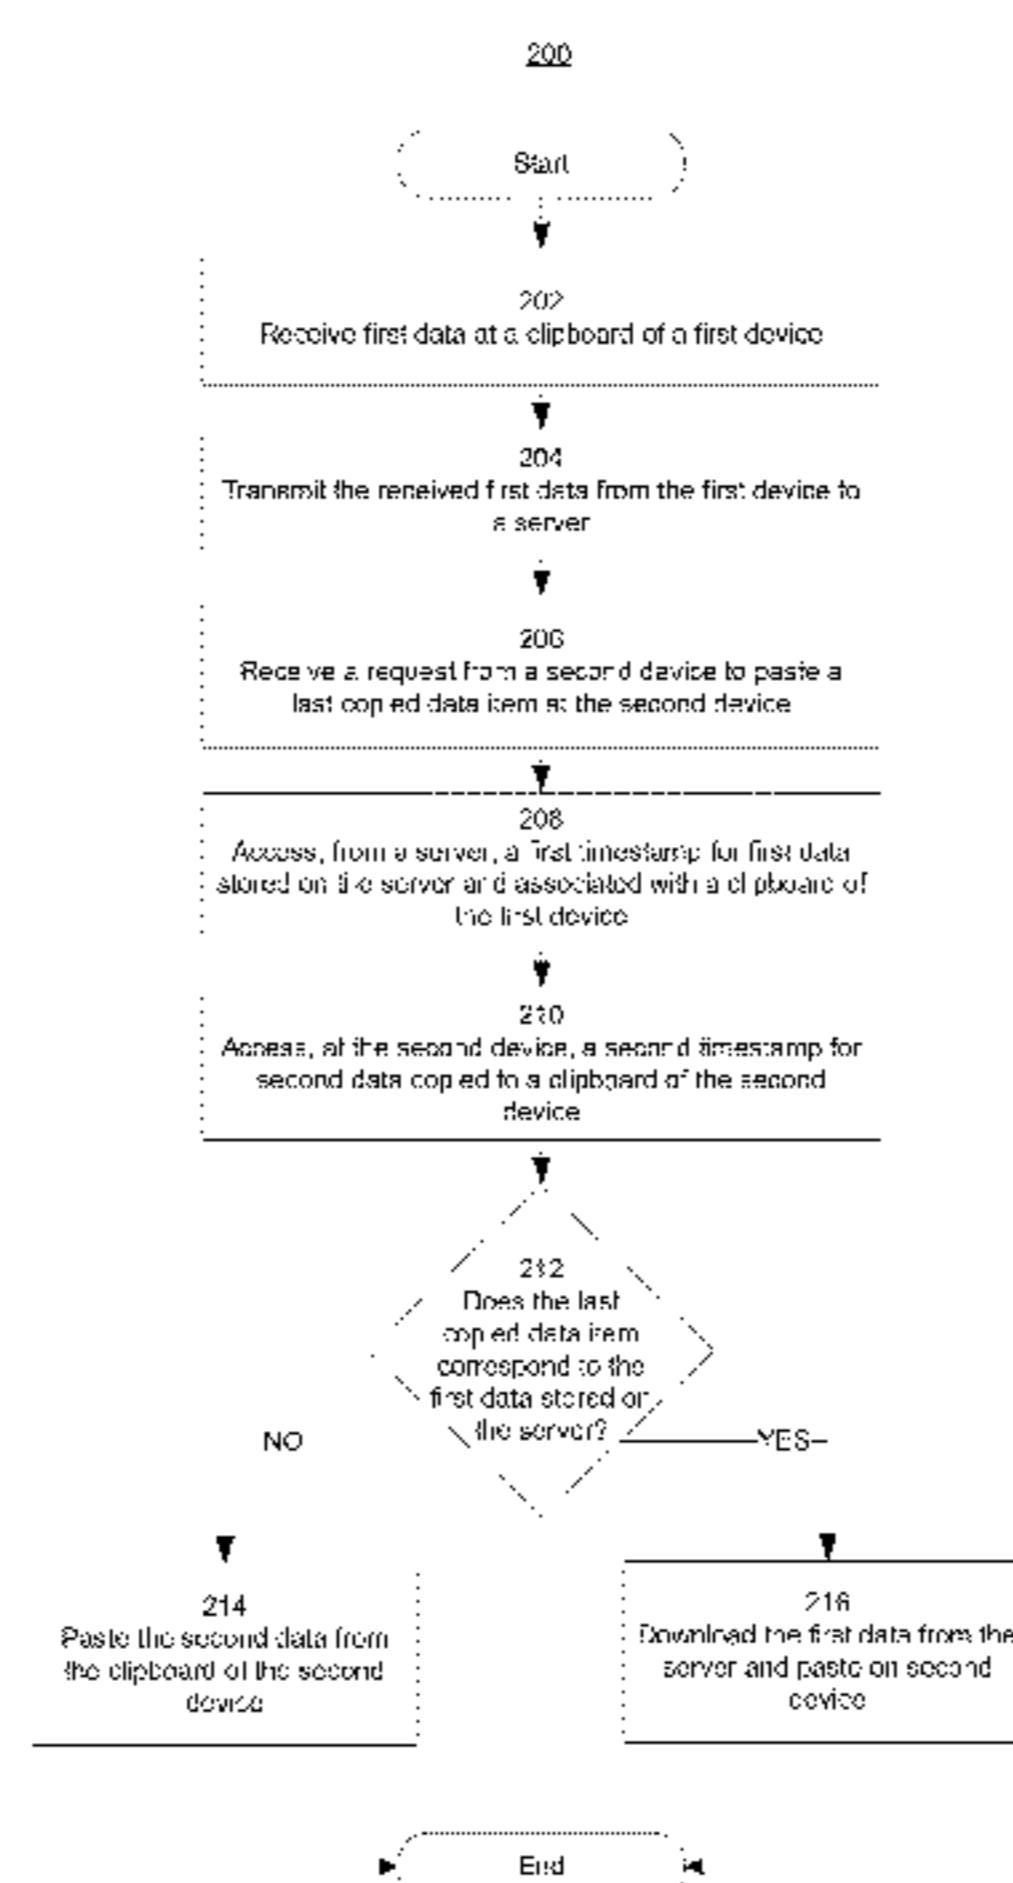 200
Start
202
Receive first data at a clipboard of a first device
204
Transmit the received first data from the first device to
a server
206
Receive a request from a second device to paste a
last copied data item at the second device
208
Access, from a server, a first timestamp for first data
stored on the server and associated with a clipboard of
the first device
210
Access, at the second device, a second timestamp for
second data copied to a clipboard of the second
device
212
Does the last
copied data item
correspond to the
first data stored on
the server?
NO
YES
214
Paste the second data from
the clipboard of the second
device
216
Download the first data from the
server and paste on second
device
End